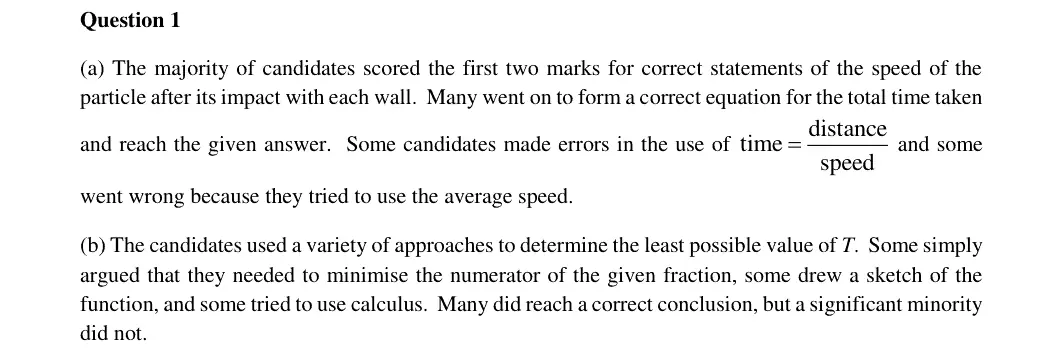 Question 1
(a) The majority of candidates scored the first two marks for correct statements of the speed of the
particle after its impact with each wall.  Many went on to form a correct equation for the total time taken
and reach the given answer.  Some candidates made errors in the use of time = distance/speed and some
went wrong because they tried to use the average speed.
(b) The candidates used a variety of approaches to determine the least possible value of T.  Some simply
argued that they needed to minimise the numerator of the given fraction, some drew a sketch of the
function, and some tried to use calculus.  Many did reach a correct conclusion, but a significant minority
did not.